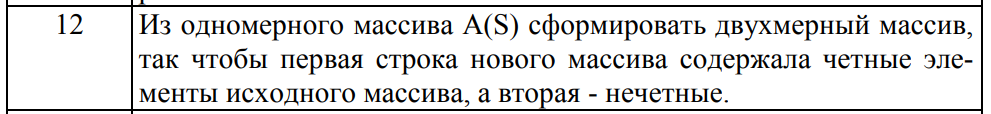 12
Из одномерного массива A(S) сформировать двухмерный массив,
так чтобы первая строка нового массива содержала четные эле-
менты исходного массива, а вторая - нечетные.